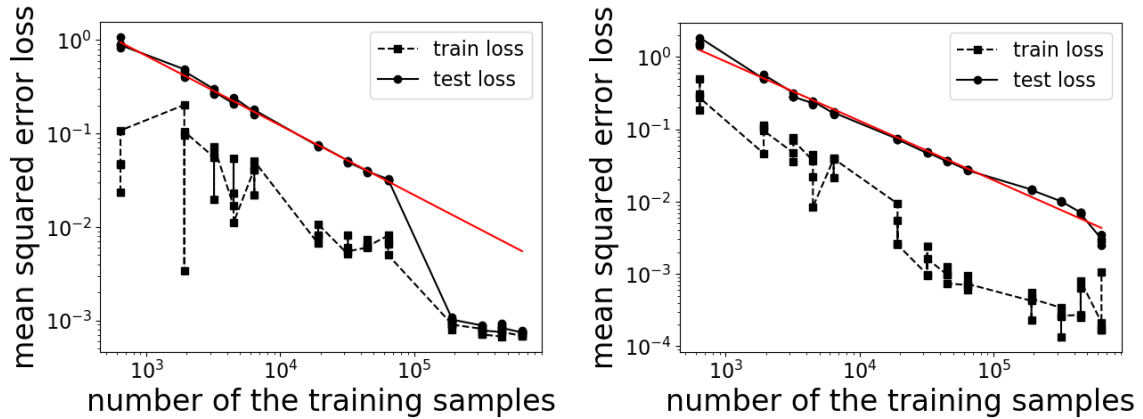 mean squared error loss
10^0
10^-1
10^-2
10^-3
train loss
test loss
10^3
10^4
10^5
number of the training samples
mean squared error loss
10^0
10^-1
10^-2
10^-3
10^-4
train loss
test loss
10^3
10^4
10^5
number of the training samples